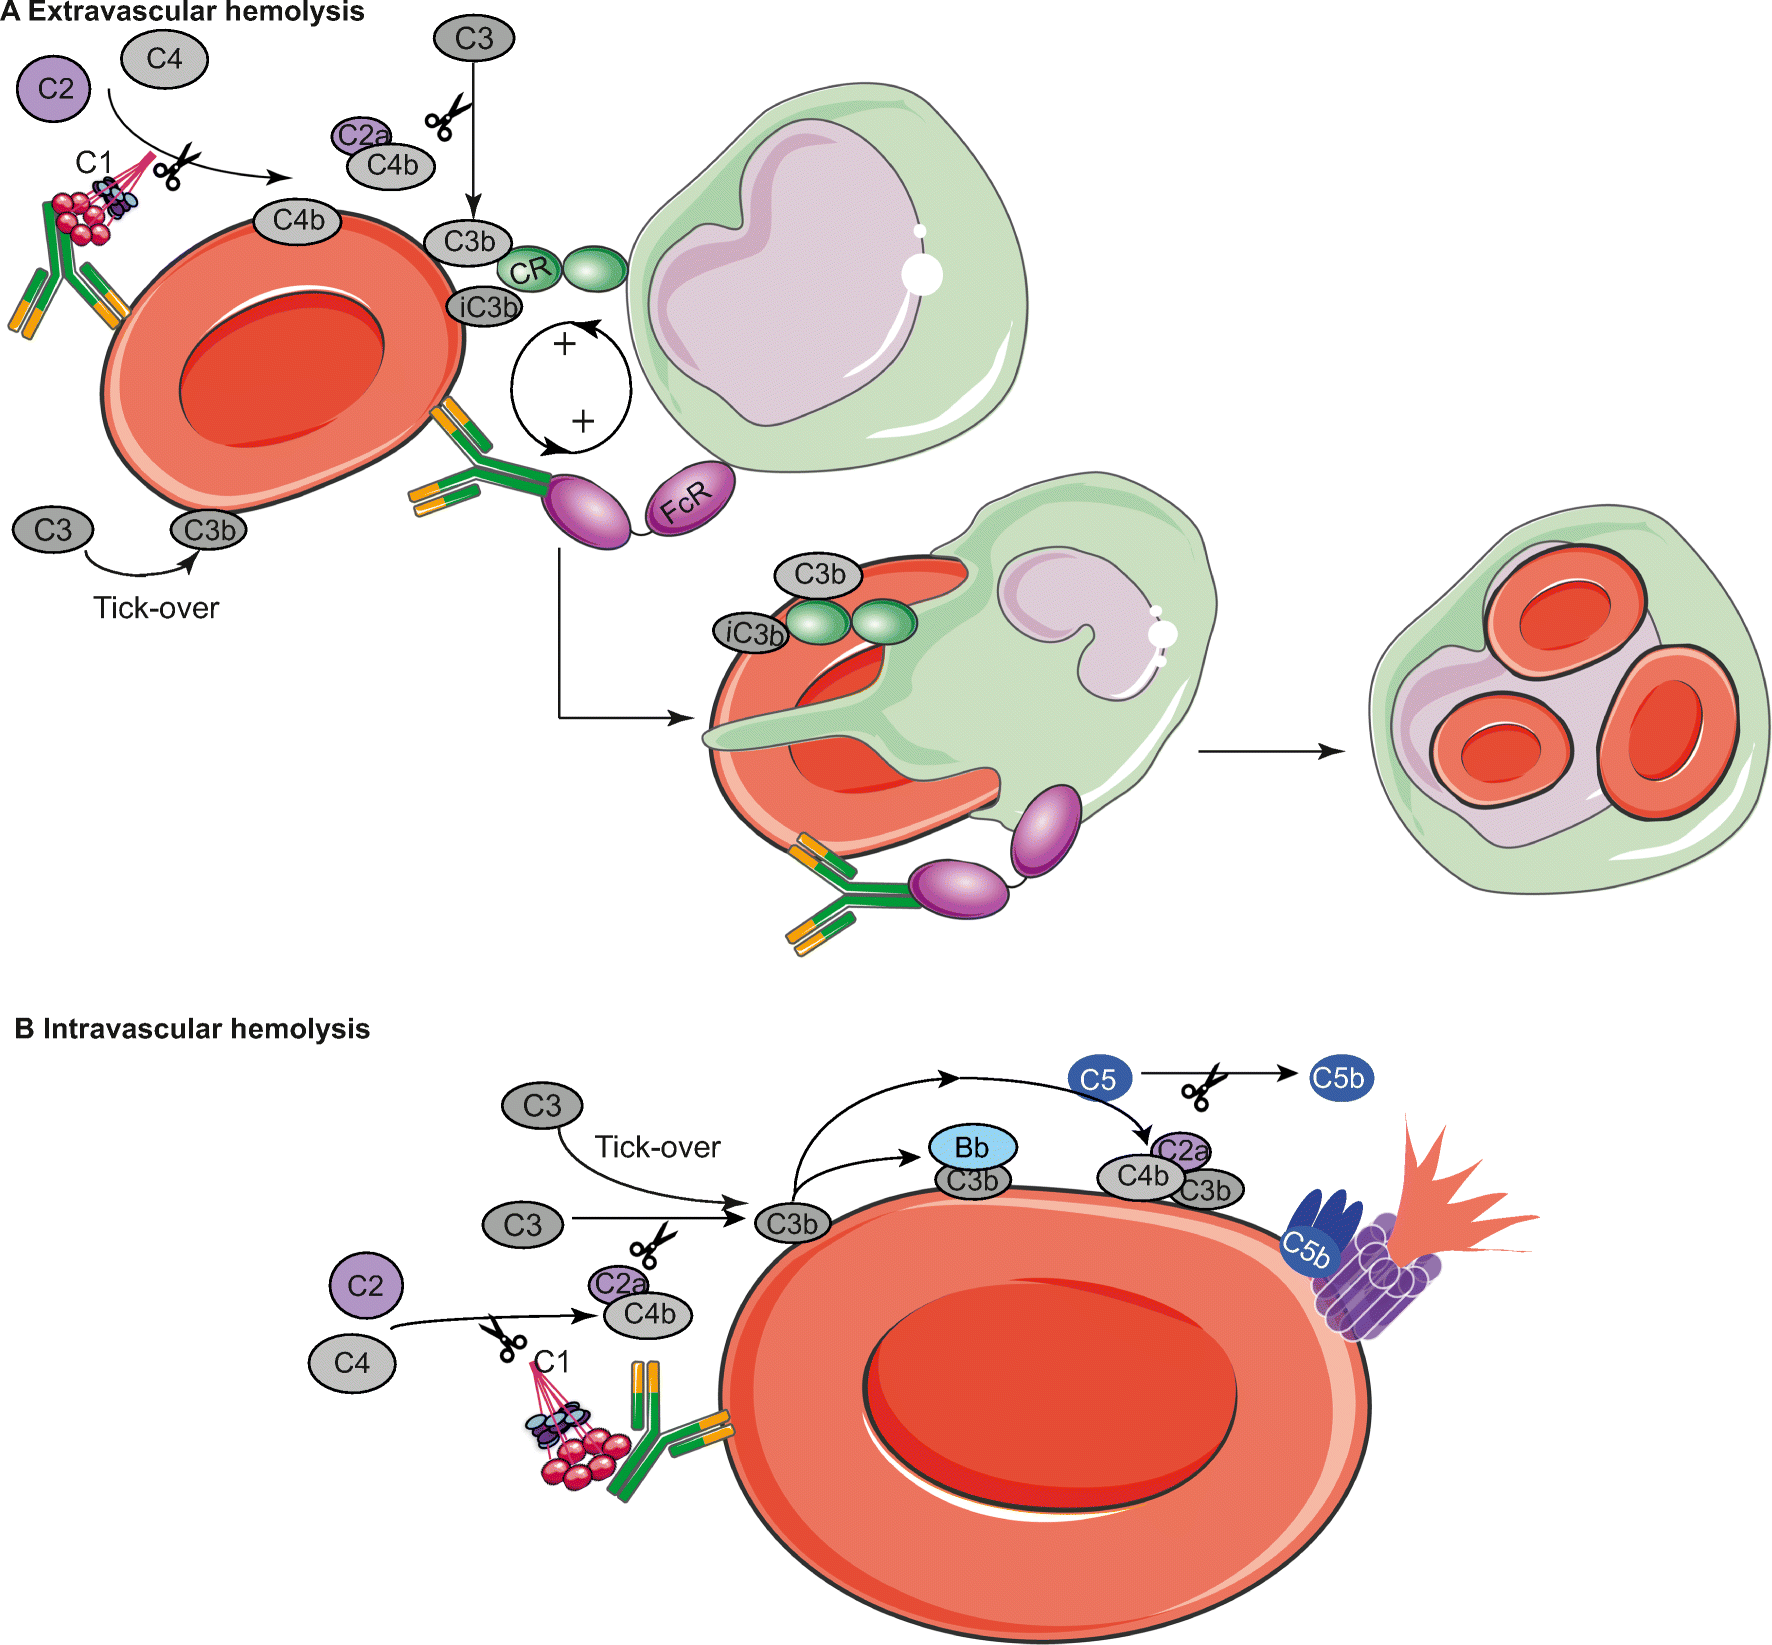 A Extravascular hemolysis
C3
C4
C2
C2a
C4b
C1
C4b
C3b
CR
iC3b
+
+
FcR
C3
C3b
Tick-over
C3b
iC3b
B Intravascular hemolysis
C5
C5b
C3
Tick-over
Bb
C3b
C2a
C4b
C3b
C3
C3b
C5b
C2
C2a
C4b
C4
C1